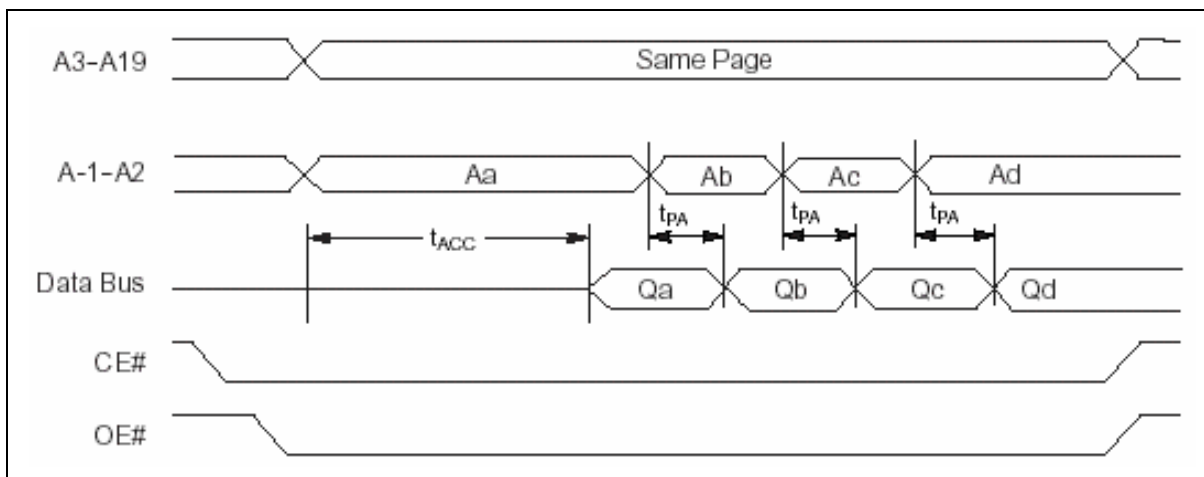 A3–A19 Same Page
A-1–A2 Aa Ab Ac Ad
tPA tPA tPA
tACC
Data Bus Qa Qb Qc Qd
CE#
OE#